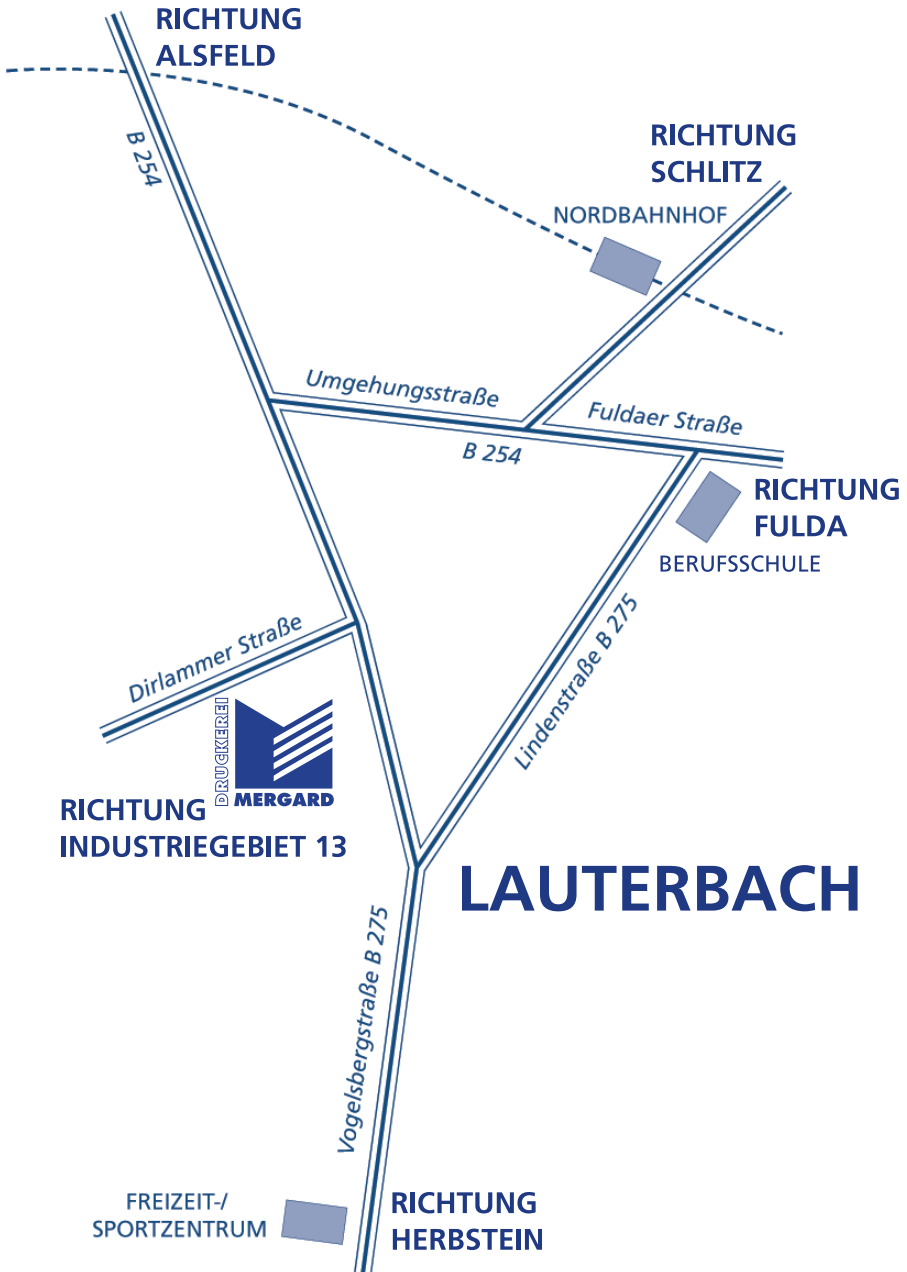 RICHTUNG
ALSFELD
B 254
RICHTUNG
SCHLITZ
NORDBAHNHOF
Umgehungsstraße
Fuldaer Straße
B 254
RICHTUNG
FULDA
BERUFSSCHULE
Lindenstraße B 275
Dirlammer Straße
DRUCKEREI
MERGARD
RICHTUNG
INDUSTRIEGEBIET 13
LAUTERBACH
Vogelsbergstraße B 275
FREIZEIT-/
SPORTZENTRUM
RICHTUNG
HERBSTEIN